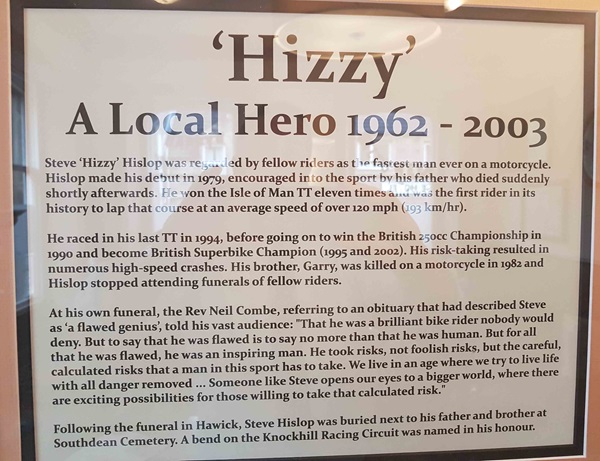 'Hizzy'
A Local Hero 1962 - 2003
Steve 'Hizzy' Hislop was regarded by fellow riders as the fastest man ever on a motorcycle.
Hislop made his debut in 1979, encouraged into the sport by his father who died suddenly
shortly afterwards. He won the Isle of Man TT eleven times and was the first rider in its
history to lap that course at an average speed of over 120 mph (193 km/hr).
He raced in his last TT in 1994, before going on to win the British 250cc Championship in
1990 and become British Superbike Champion (1995 and 2002). His risk-taking resulted in
numerous high-speed crashes. His brother, Garry, was killed on a motorcycle in 1982 and
Hislop stopped attending funerals of fellow riders.
At his own funeral, the Rev Neil Combe, referring to an obituary that had described Steve
as 'a flawed genius', told his vast audience: "That he was a brilliant bike rider nobody would
deny. But to say that he was flawed is to say no more than that he was human. But for all
that he was flawed, he was an inspiring man. He took risks, not foolish risks, but the careful,
calculated risks that a man in this sport has to take. We live in an age where we try to live life
with all danger removed ... Someone like Steve opens our eyes to a bigger world, where there
are exciting possibilities for those willing to take that calculated risk."
Following the funeral in Hawick, Steve Hislop was buried next to his father and brother at
Southdean Cemetery. A bend on the Knockhill Racing Circuit was named in his honour.